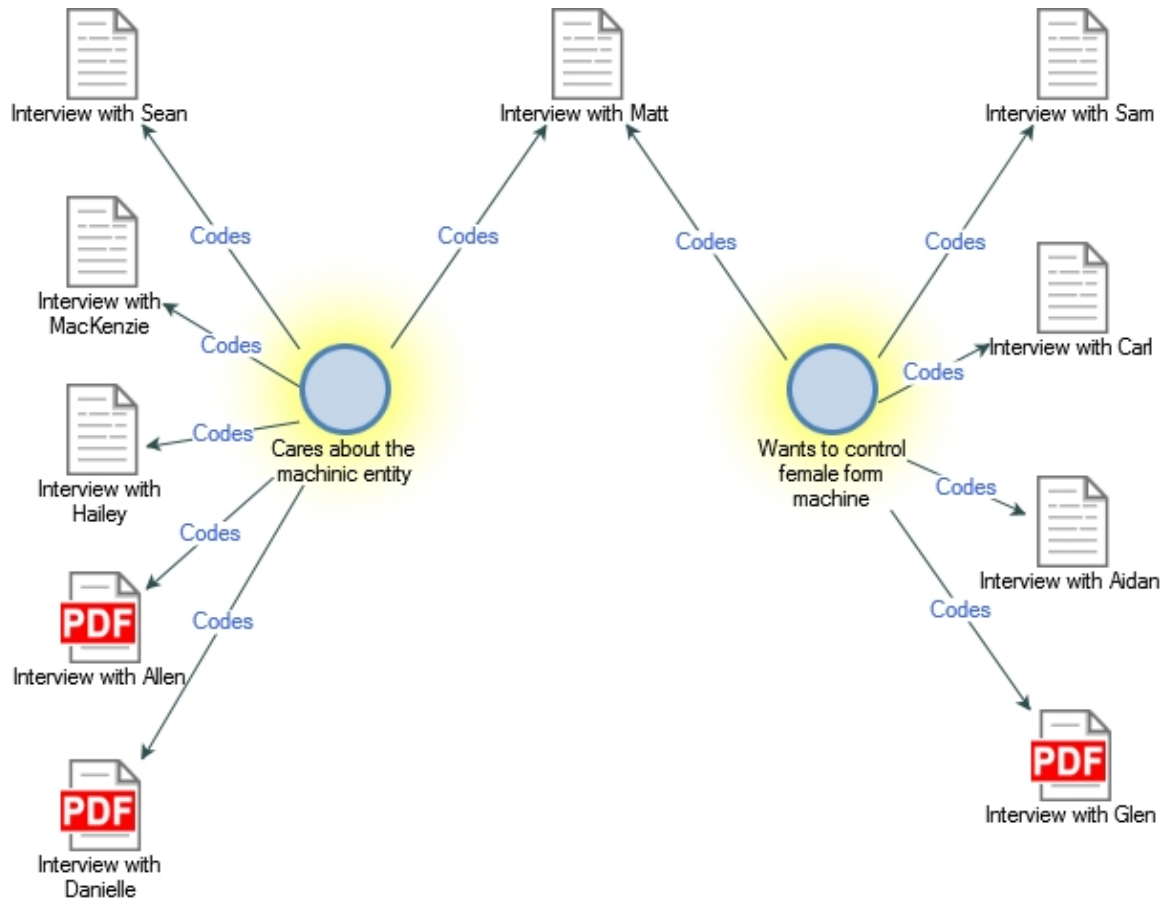 Interview with Sean
Interview with Matt
Interview with Sam
Codes
Codes
Codes
Codes
Interview with
MacKenzie
Codes
Interview with Carl
Codes
Codes
Cares about the
machinic entity
Wants to control
female form
machine
Interview with
Hailey
Codes
Codes
Interview with Aidan
PDF
Interview with Allen
Codes
Codes
PDF
Interview with Glen
PDF
Interview with
Danielle